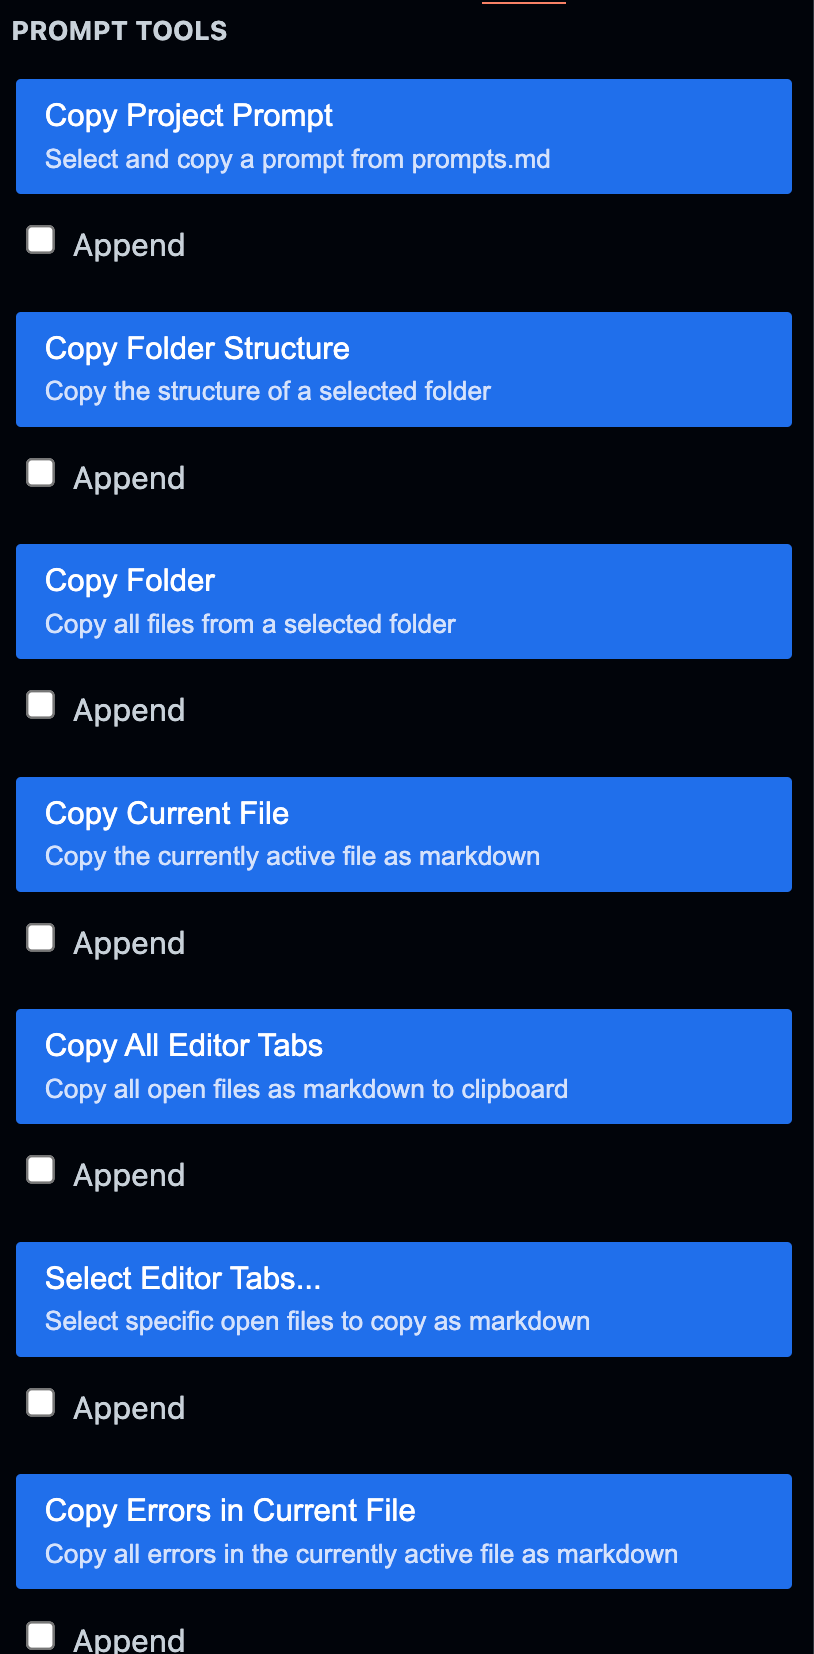 PROMPT TOOLS
Copy Project Prompt
Select and copy a prompt from prompts.md
Append
Copy Folder Structure
Copy the structure of a selected folder
Append
Copy Folder
Copy all files from a selected folder
Append
Copy Current File
Copy the currently active file as markdown
Append
Copy All Editor Tabs
Copy all open files as markdown to clipboard
Append
Select Editor Tabs...
Select specific open files to copy as markdown
Append
Copy Errors in Current File
Copy all errors in the currently active file as markdown
Append